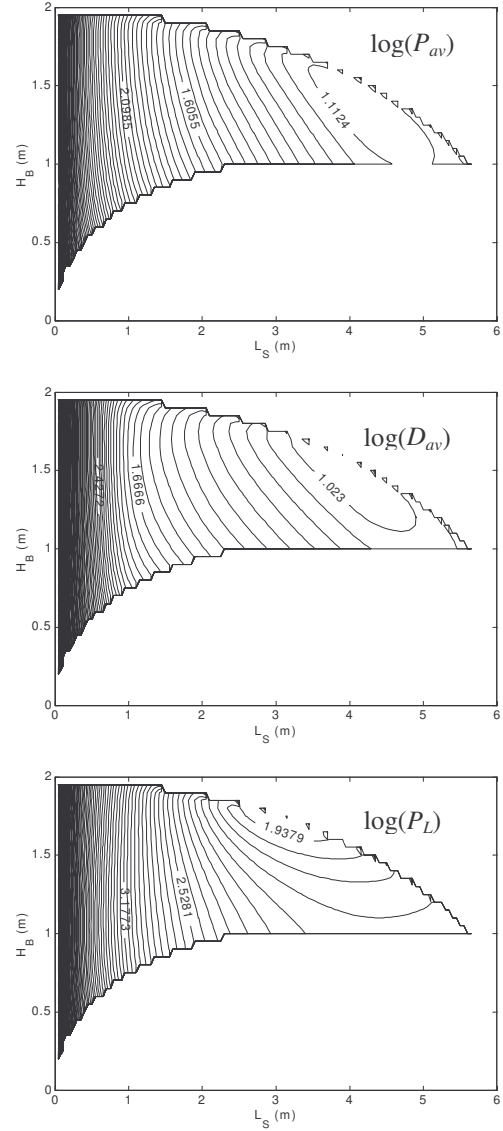 2
log(P_av)
1.5
2.0985
1.6055
1.1124
H_B (m)
1
0.5
0
0 1 2 3 4 5 6
L_S (m)
2
log(D_av)
1.5
2.4272
1.6666
1.023
H_B (m)
1
0.5
0
0 1 2 3 4 5 6
L_S (m)
2
log(P_L)
1.9379
1.5
3.1773
2.5281
H_B (m)
1
0.5
0
0 1 2 3 4 5 6
L_S (m)